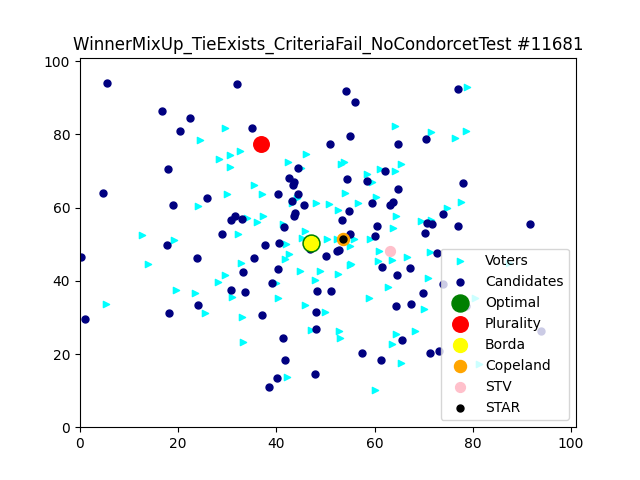 WinnerMixUp_TieExists_CriteriaFail_NoCondorcetTest #11681
100
80
60
40
20
0
0 20 40 60 80 100
Voters
Candidates
Optimal
Plurality
Borda
Copeland
STV
STAR